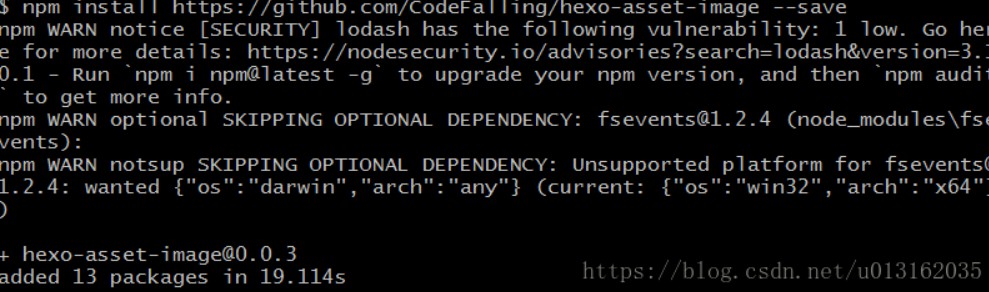 $ npm install https://github.com/CodeFalling/hexo-asset-image --save
npm WARN notice [SECURITY] lodash has the following vulnerability: 1 low. Go her
e for more details: https://nodesecurity.io/advisories?search=lodash&version=3.1
0.1 - Run `npm i npm@latest -g` to upgrade your npm version, and then `npm audit
` to get more info.
npm WARN optional SKIPPING OPTIONAL DEPENDENCY: fsevents@1.2.4 (node_modules\fse
vents):
npm WARN notsup SKIPPING OPTIONAL DEPENDENCY: Unsupported platform for fsevents@
1.2.4: wanted {"os":"darwin","arch":"any"} (current: {"os":"win32","arch":"x64"}
)
+ hexo-asset-image@0.0.3
added 13 packages in 19.114s
https://blog.csdn.net/u013162035